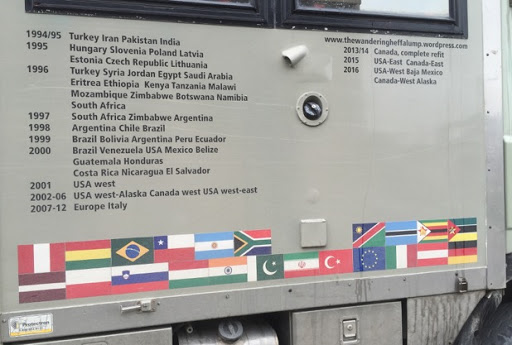 1994/95 Turkey Iran Pakistan India
1995 Hungary Slovenia Poland Latvia
Estonia Czech Republic Lithuania
1996 Turkey Syria Jordan Egypt Saudi Arabia
Eritrea Ethiopia Kenya Tanzania Malawi
Mozambique Zimbabwe Botswana Namibia
South Africa
1997 South Africa Zimbabwe Argentina
1998 Argentina Chile Brazil
1999 Brazil Bolivia Argentina Peru Ecuador
2000 Brazil Venezuela USA Mexico Belize
Guatemala Honduras
Costa Rica Nicaragua El Salvador
2001 USA west
2002-06 USA west-Alaska Canada west USA west-east
2007-12 Europe Italy
www.thewanderingheffalump.wordpress.com
2013/14 Canada, complete refit
2015 USA-East Canada-East
2016 USA-West Baja Mexico
Canada-West Alaska
Protection